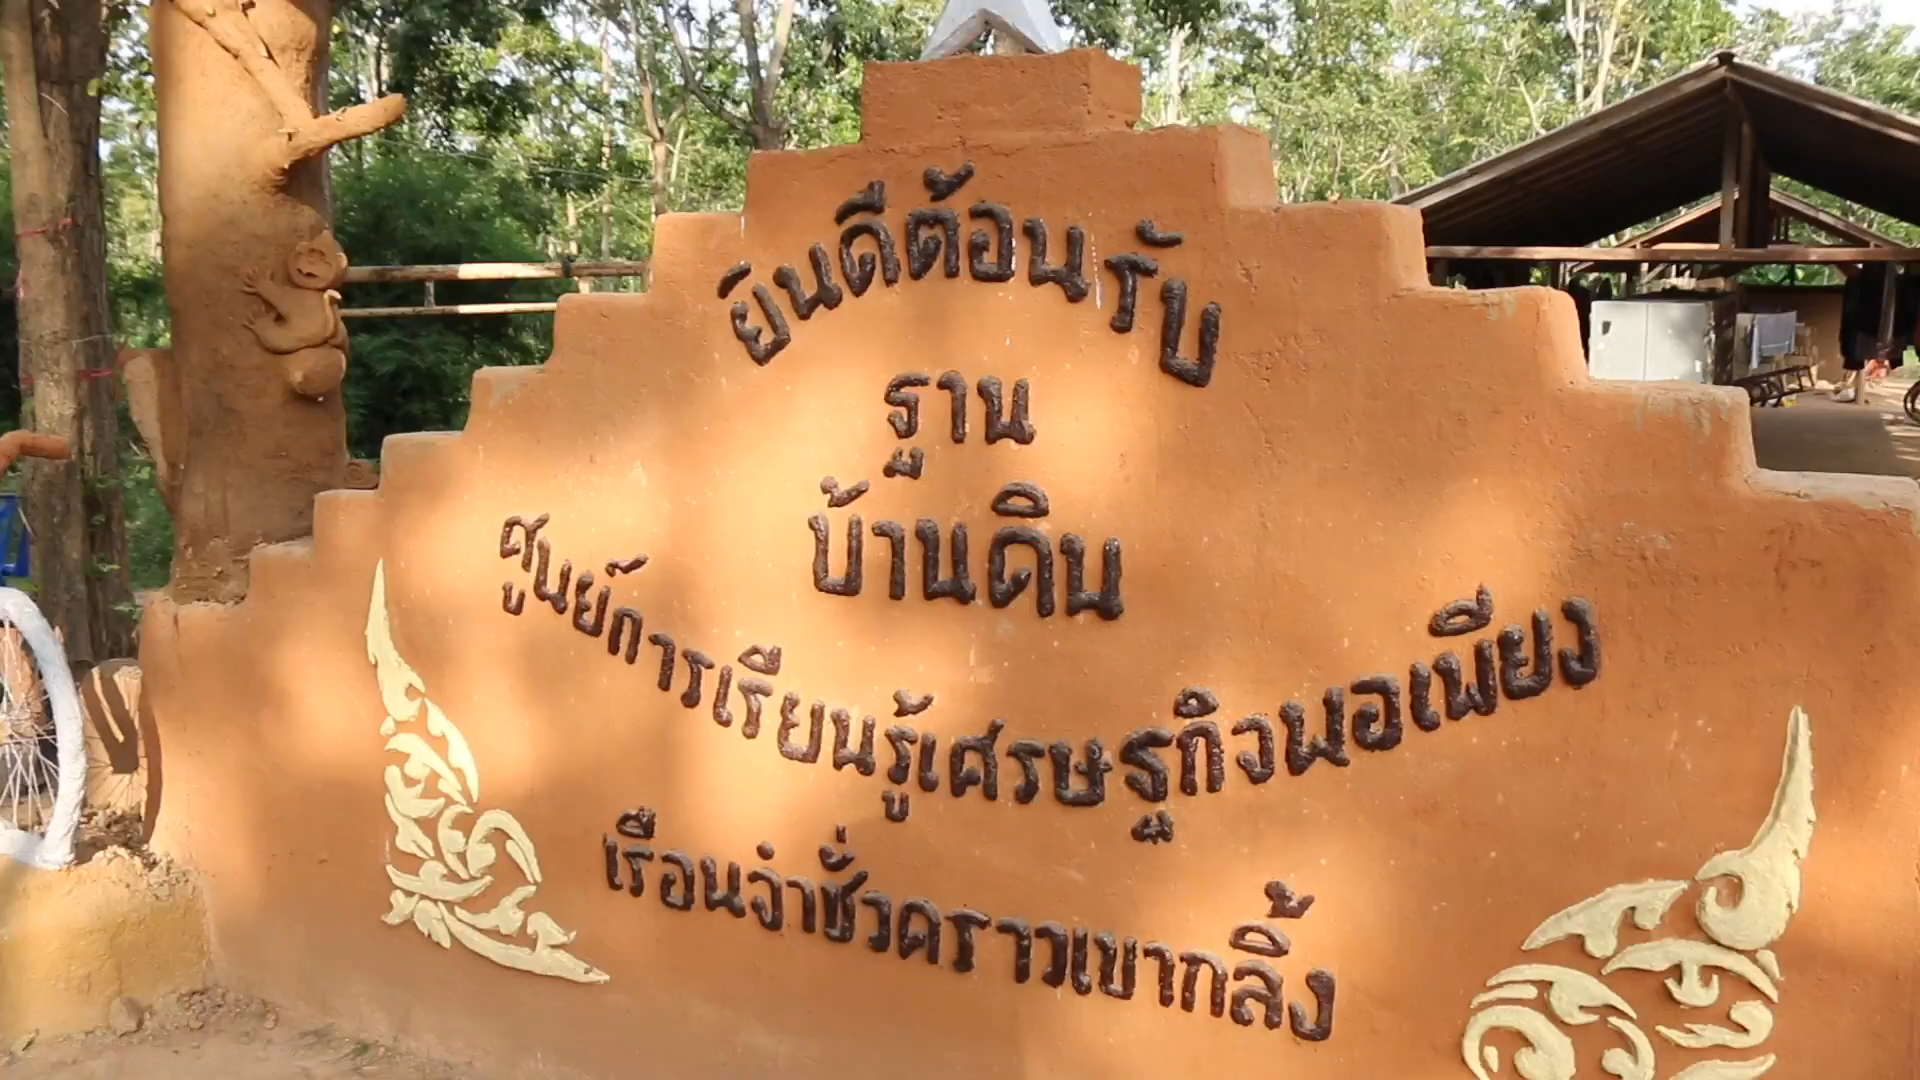 ยินดีต้อนรับ
ฐาน
บ้านดิน
ศูนย์การเรียนรู้เศรษฐกิจพอเพียง
เรือนจำชั่วคราวเขากลิ้ง